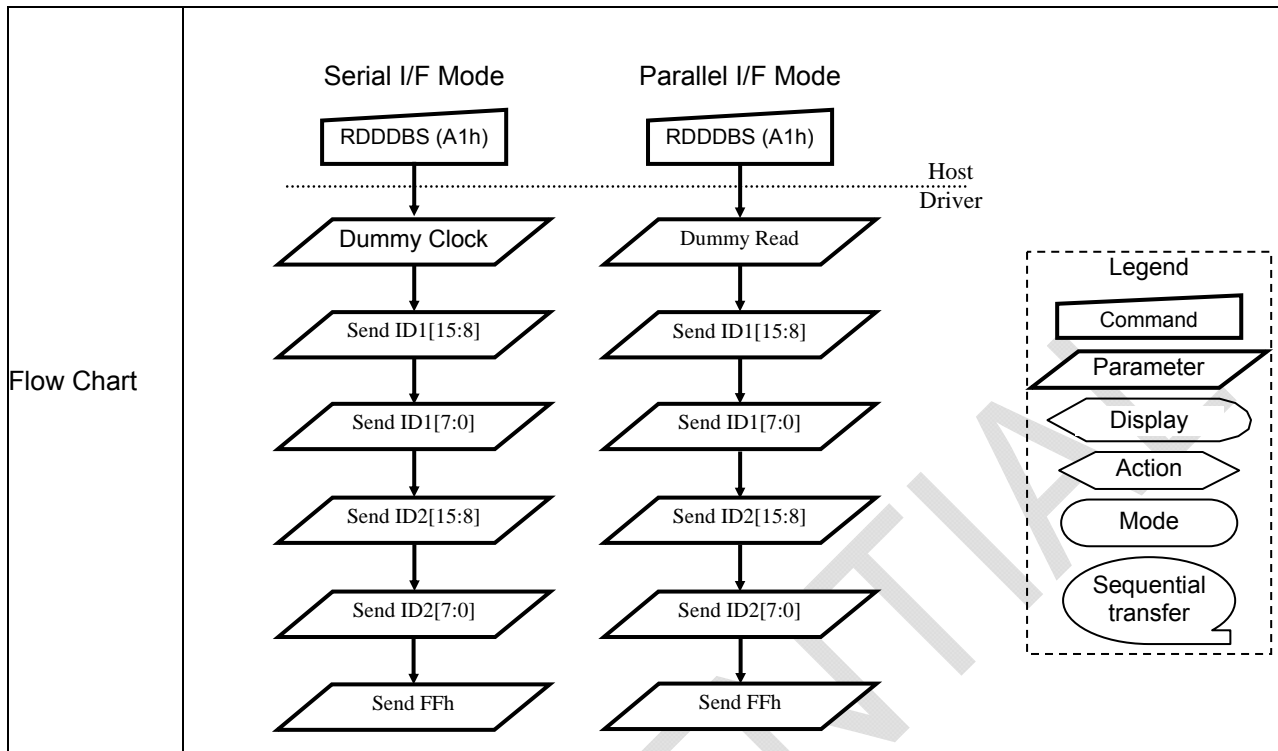 Flow Chart
Serial I/F Mode
Parallel I/F Mode
RDDDBS (A1h)
RDDDBS (A1h)
Host
Driver
Dummy Clock
Dummy Read
Send ID1[15:8]
Send ID1[15:8]
Send ID1[7:0]
Send ID1[7:0]
Send ID2[15:8]
Send ID2[15:8]
Send ID2[7:0]
Send ID2[7:0]
Send FFh
Send FFh
Legend
Command
Parameter
Display
Action
Mode
Sequential
transfer